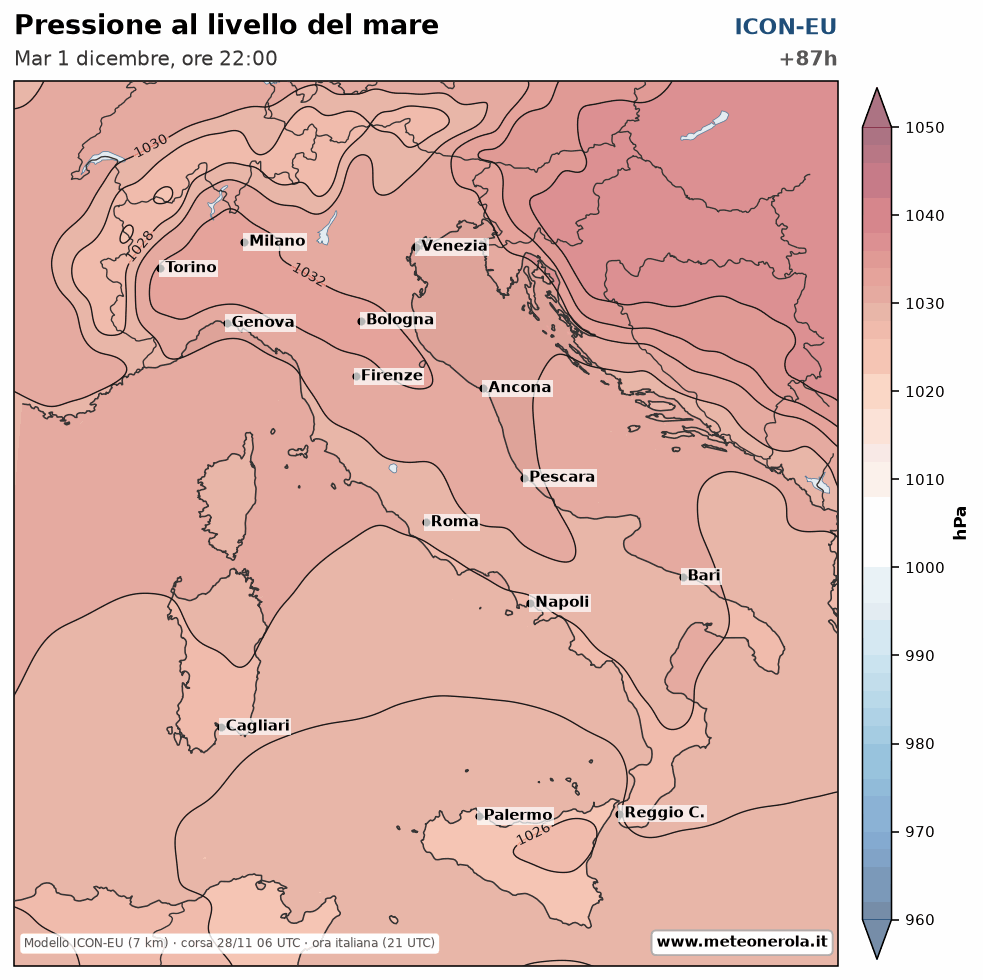 Pressione al livello del mare
ICON-EU
Mar 1 dicembre, ore 22:00
+87h
1030
1028
Milano
Venezia
Torino
1032
Genova
Bologna
Firenze
Ancona
Pescara
Roma
Bari
Napoli
Cagliari
Palermo
Reggio C.
1026
Modello ICON-EU (7 km) · corsa 28/11 06 UTC · ora italiana (21 UTC)
www.meteonerola.it
1050
1040
1030
1020
1010
1000
990
980
970
960
hPa